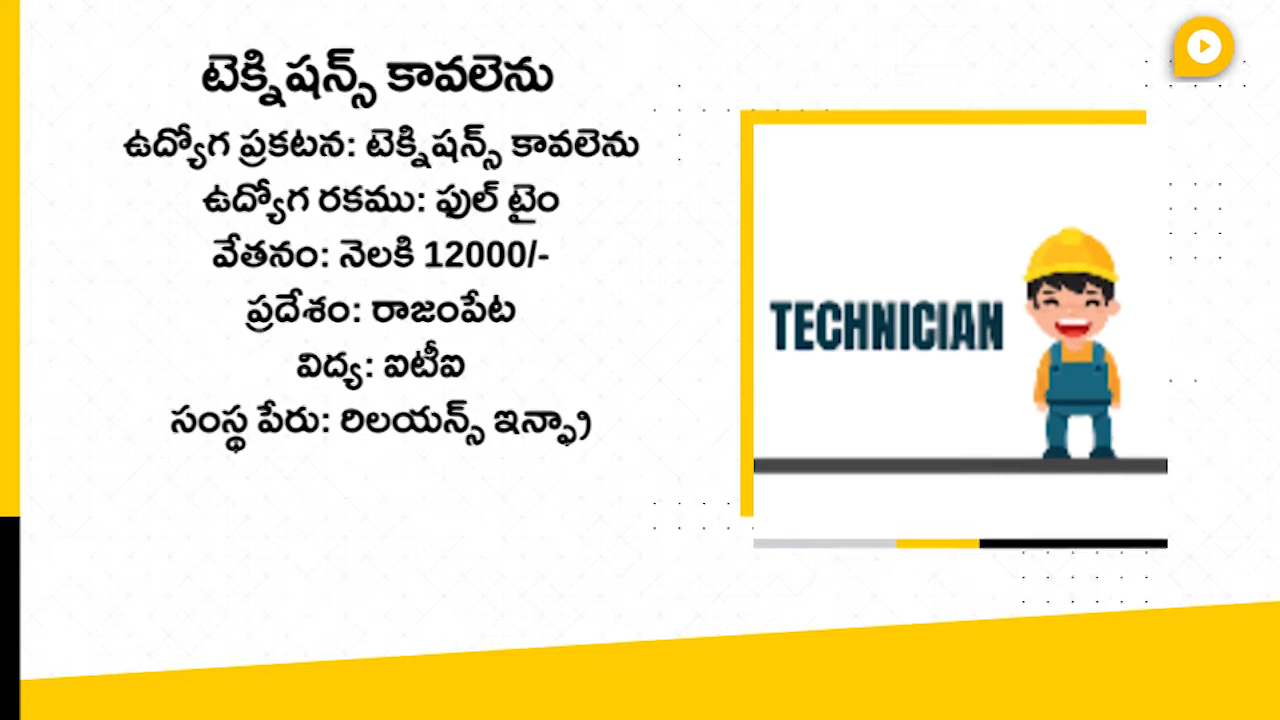 టెక్నిషన్స్ కావలెను
ఉద్యోగ ప్రకటన: టెక్నిషన్స్ కావలెను
ఉద్యోగ రకము: ఫుల్ టైం
వేతనం: నెలకి 12000/-
ప్రదేశం: రాజంపేట
విద్య: ఐటీఐ
సంస్థ పేరు: రిలయన్స్ ఇన్ఫ్రా
TECHNICIAN